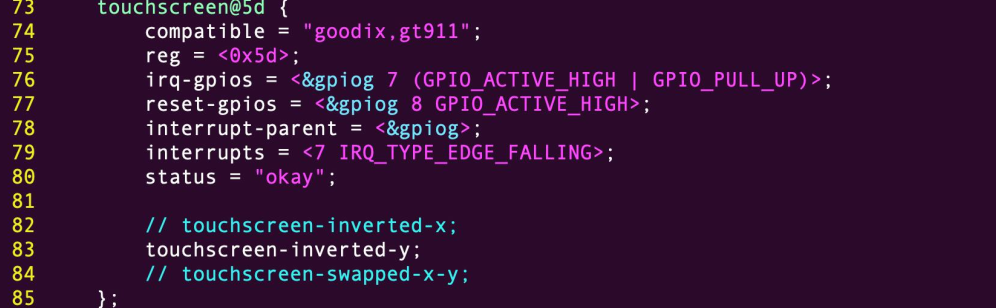 73 touchscreen@5d {
74 compatible = "goodix,gt911";
75 reg = <0x5d>;
76 irq-gpios = <&gpiog 7 (GPIO_ACTIVE_HIGH | GPIO_PULL_UP)>;
77 reset-gpios = <&gpiog 8 GPIO_ACTIVE_HIGH>;
78 interrupt-parent = <&gpiog>;
79 interrupts = <7 IRQ_TYPE_EDGE_FALLING>;
80 status = "okay";
81
82 // touchscreen-inverted-x;
83 touchscreen-inverted-y;
84 // touchscreen-swapped-x-y;
85 };